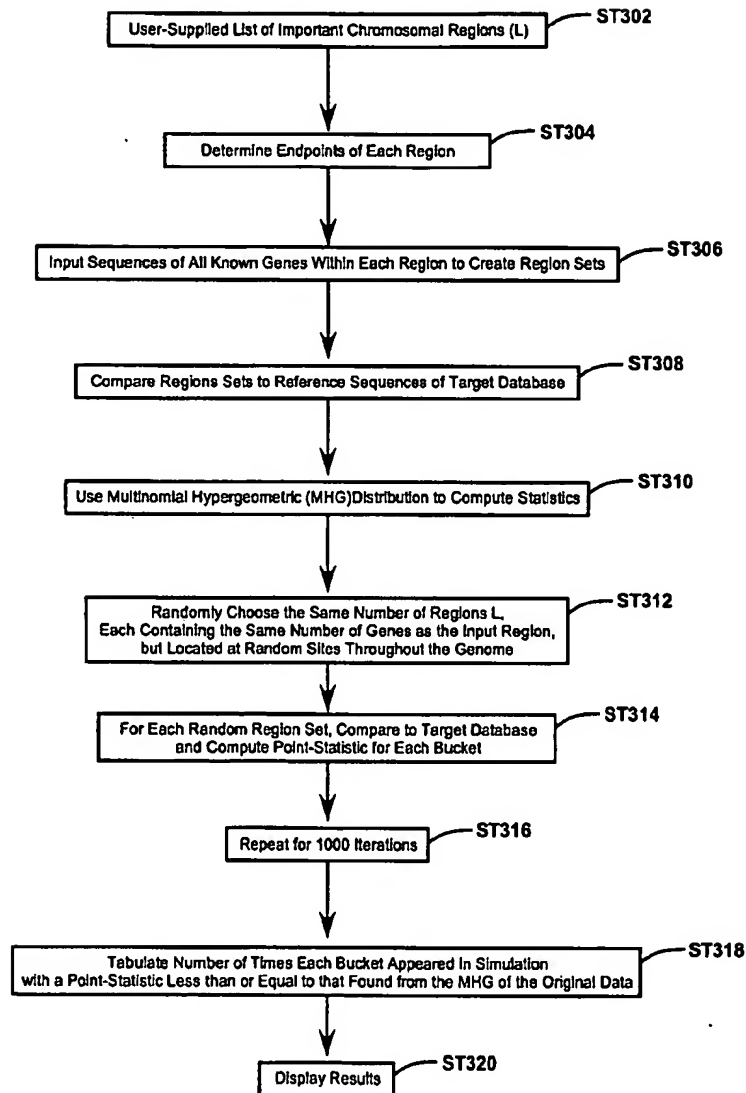 User-Supplied List of Important Chromosomal Regions (L)
ST302
Determine Endpoints of Each Region
ST304
Input Sequences of All Known Genes Within Each Region to Create Region Sets
ST306
Compare Regions Sets to Reference Sequences of Target Database
ST308
Use Multinomial Hypergeometric (MHG)Distribution to Compute Statistics
ST310
Randomly Choose the Same Number of Regions L,
Each Containing the Same Number of Genes as the Input Region,
but Located at Random Sites Throughout the Genome
ST312
For Each Random Region Set, Compare to Target Database
and Compute Point-Statistic for Each Bucket
ST314
Repeat for 1000 Iterations
ST316
Tabulate Number of Times Each Bucket Appeared In Simulation
with a Point-Statistic Less than or Equal to that Found from the MHG of the Original Data
ST318
Display Results
ST320